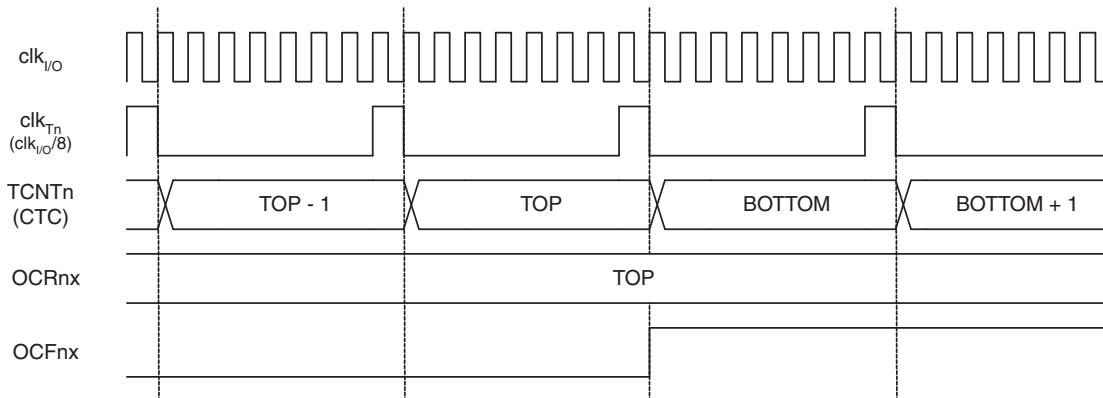 clkI/O
clkTn
(clkI/O/8)
TCNTn
(CTC)
TOP - 1
TOP
BOTTOM
BOTTOM + 1
OCRnx
TOP
OCFnx